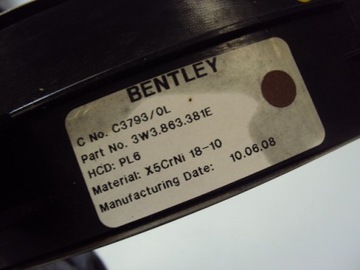 BENTLEY
C No. C3793/0L
Part No. 3W3.863.381E
HCD: PL6
Material: X5CrNi 18-10
Manufacturing Date: 10.06.08